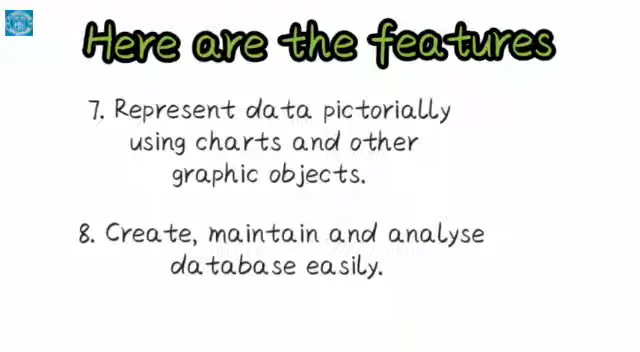 Here are the features
7. Represent data pictorially
using charts and other
graphic objects.
8. Create, maintain and analyse
database easily.